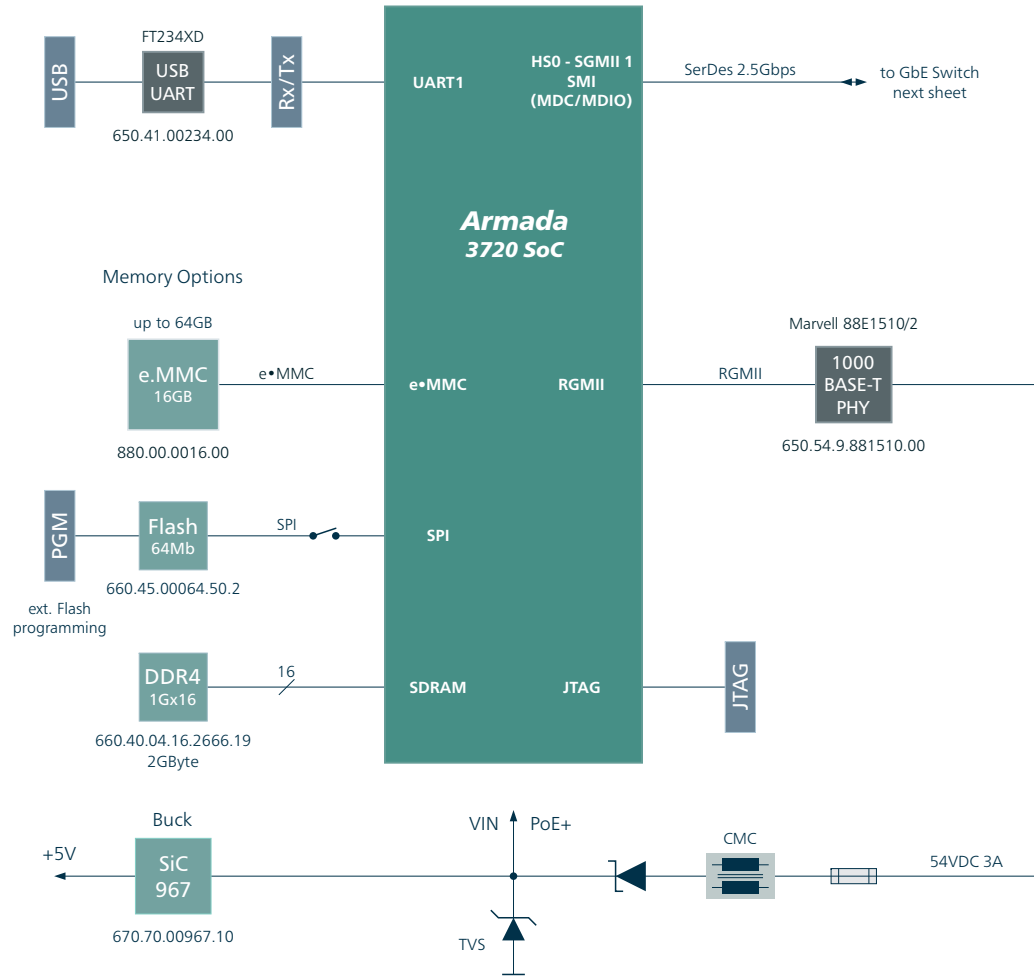 FT234XD
USB
USB
UART
Rx/Tx
650.41.00234.00
UART1
HS0 - SGMII 1
SMI
(MDC/MDIO)
SerDes 2.5Gbps
to GbE Switch
next sheet
Armada
3720 SoC
Memory Options
up to 64GB
e.MMC
16GB
e•MMC
880.00.0016.00
e•MMC
RGMII
RGMII
Marvell 88E1510/2
1000
BASE-T
PHY
650.54.9.881510.00
PGM
Flash
64Mb
SPI
SPI
660.45.00064.50.2
ext. Flash
programming
DDR4
1Gx16
16
SDRAM
JTAG
JTAG
660.40.04.16.2666.19
2GByte
Buck
+5V
SiC
967
670.70.00967.10
VIN
PoE+
TVS
CMC
54VDC 3A